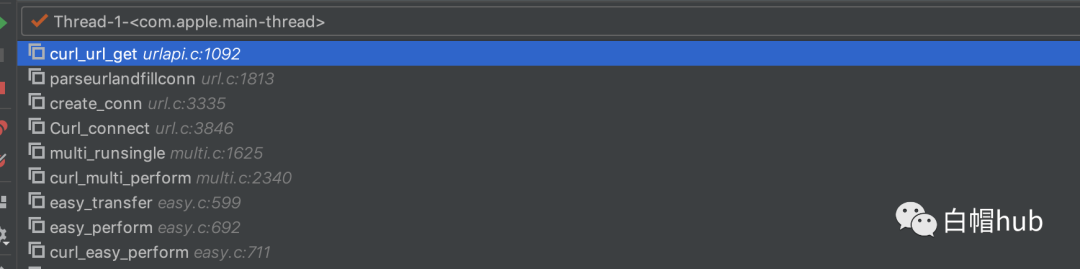 Thread-1-<com.apple.main-thread>
curl_url_get urlapi.c:1092
parseurlandfillconn url.c:1813
create_conn url.c:3335
Curl_connect url.c:3846
multi_runsingle multi.c:1625
curl_multi_perform multi.c:2340
easy_transfer easy.c:599
easy_perform easy.c:692
curl_easy_perform easy.c:711
白帽hub